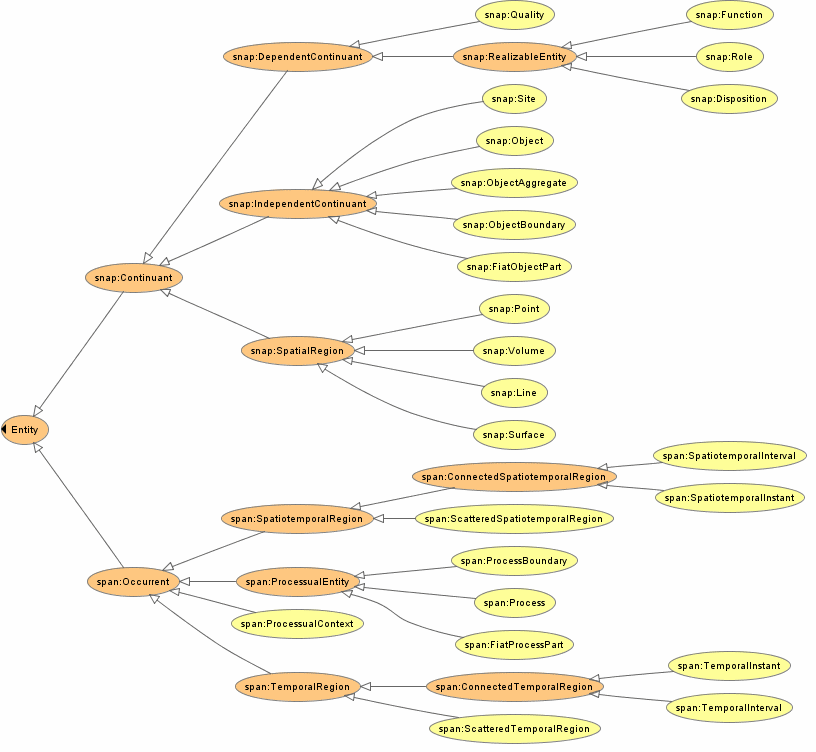 snap:Quality
snap:Function
snap:DependentContinuant
snap:RealizableEntity
snap:Role
snap:Disposition
snap:Site
snap:Object
snap:ObjectAggregate
snap:IndependentContinuant
snap:ObjectBoundary
snap:FiatObjectPart
snap:Continuant
snap:Point
snap:SpatialRegion
snap:Volume
snap:Line
snap:Surface
Entity
span:SpatiotemporalInterval
span:ConnectedSpatiotemporalRegion
span:SpatiotemporalInstant
span:SpatiotemporalRegion
span:ScatteredSpatiotemporalRegion
span:ProcessBoundary
span:Occurrent
span:ProcessualEntity
span:Process
span:ProcessualContext
span:FiatProcessPart
span:TemporalInstant
span:TemporalRegion
span:ConnectedTemporalRegion
span:TemporalInterval
span:ScatteredTemporalRegion